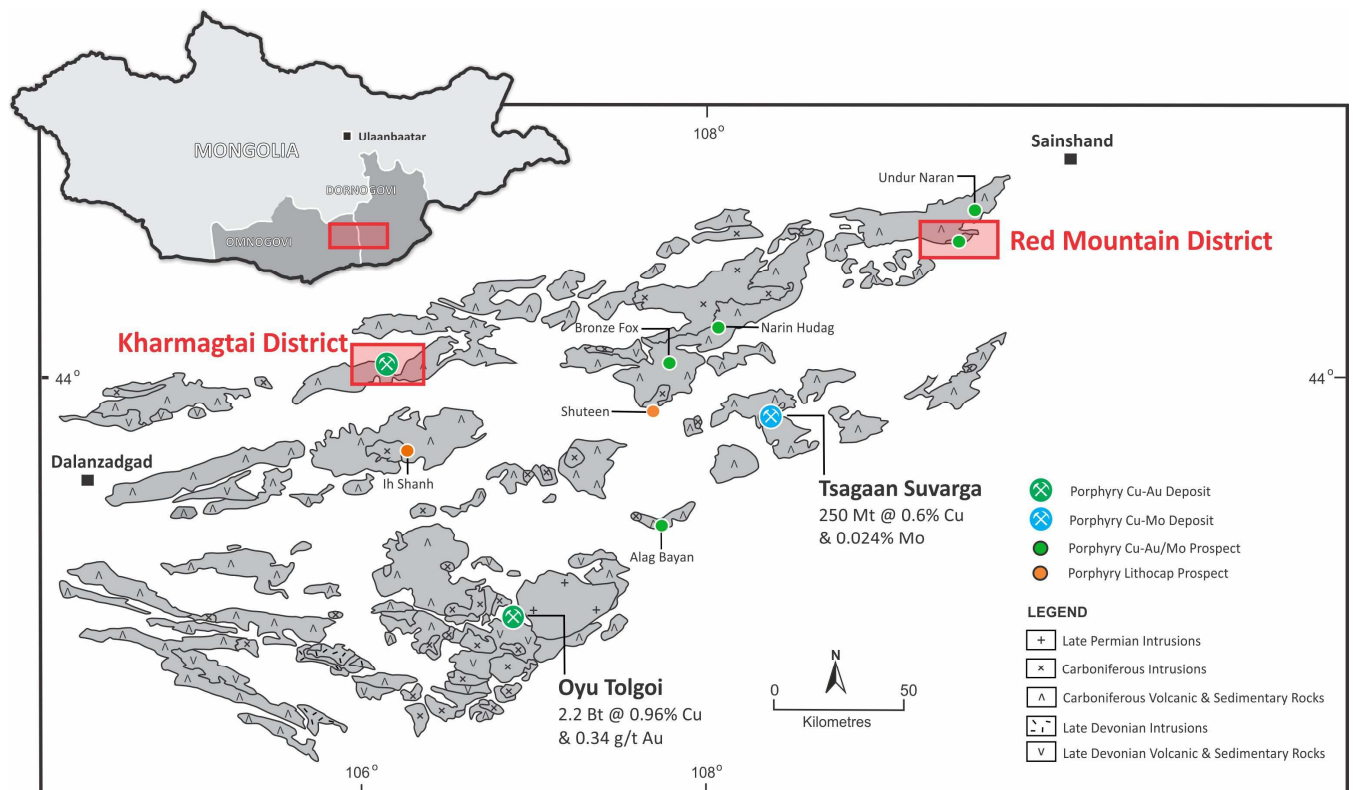 Ulaanbaatar
MONGOLIA
DORNOGOVI
OMNOGOVI
108°
Sainshand
Undur Naran
Red Mountain District
Kharmagtai District
Bronze Fox
Narin Hudag
44°
44°
Shuteen
Dalanzadgad
Ih Shanh
Tsagaan Suvarga
250 Mt @ 0.6% Cu
& 0.024% Mo
Alag Bayan
Porphyry Cu-Au Deposit
Porphyry Cu-Mo Deposit
Porphyry Cu-Au/Mo Prospect
Porphyry Lithocap Prospect
LEGEND
Late Permian Intrusions
Carboniferous Intrusions
Carboniferous Volcanic & Sedimentary Rocks
Late Devonian Intrusions
Late Devonian Volcanic & Sedimentary Rocks
Oyu Tolgoi
2.2 Bt @ 0.96% Cu
& 0.34 g/t Au
N
0 50
Kilometres
106°
108°